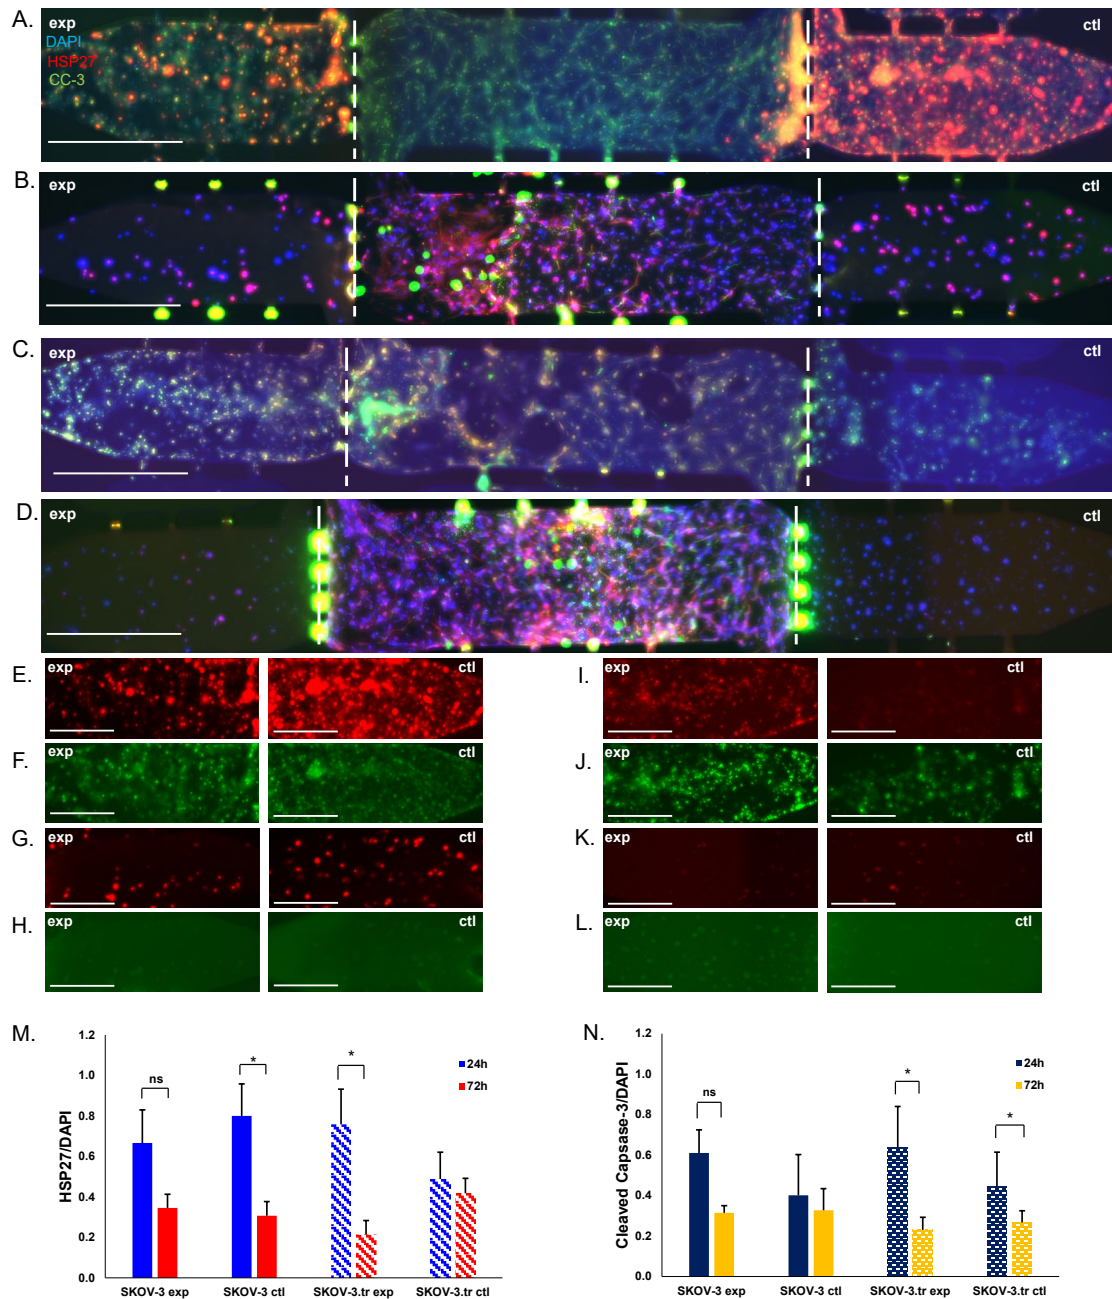 A.
exp
ctl
DAPI
HSP27
CC-3
B.
exp
ctl
C.
exp
ctl
D.
exp
ctl
E.
exp
ctl
I.
exp
ctl
F.
exp
ctl
J.
exp
ctl
G.
exp
ctl
K.
exp
ctl
H.
exp
ctl
L.
exp
ctl
M.
HSP27/DAPI
1.2
1.0
0.8
0.6
0.4
0.2
0.0
ns
*
*
24h
72h
SKOV-3 exp
SKOV-3 ctl
SKOV-3.tr exp
SKOV-3.tr ctl
N.
Cleaved Capsase-3/DAPI
1.2
1.0
0.8
0.6
0.4
0.2
0.0
ns
*
*
24h
72h
SKOV-3 exp
SKOV-3 ctl
SKOV-3.tr exp
SKOV-3.tr ctl